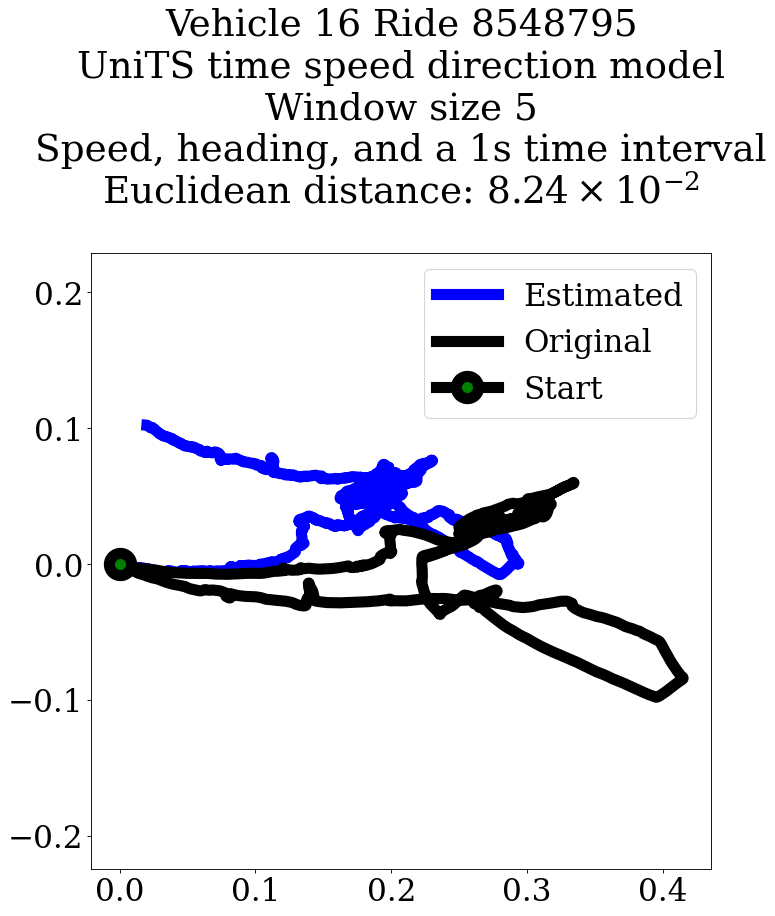 Vehicle 16 Ride 8548795
UniTS time speed direction model
Window size 5
Speed, heading, and a 1s time interval
Euclidean distance: 8.24 × 10⁻²
Estimated
Original
Start
0.2
0.1
0.0
−0.1
−0.2
0.0 0.1 0.2 0.3 0.4